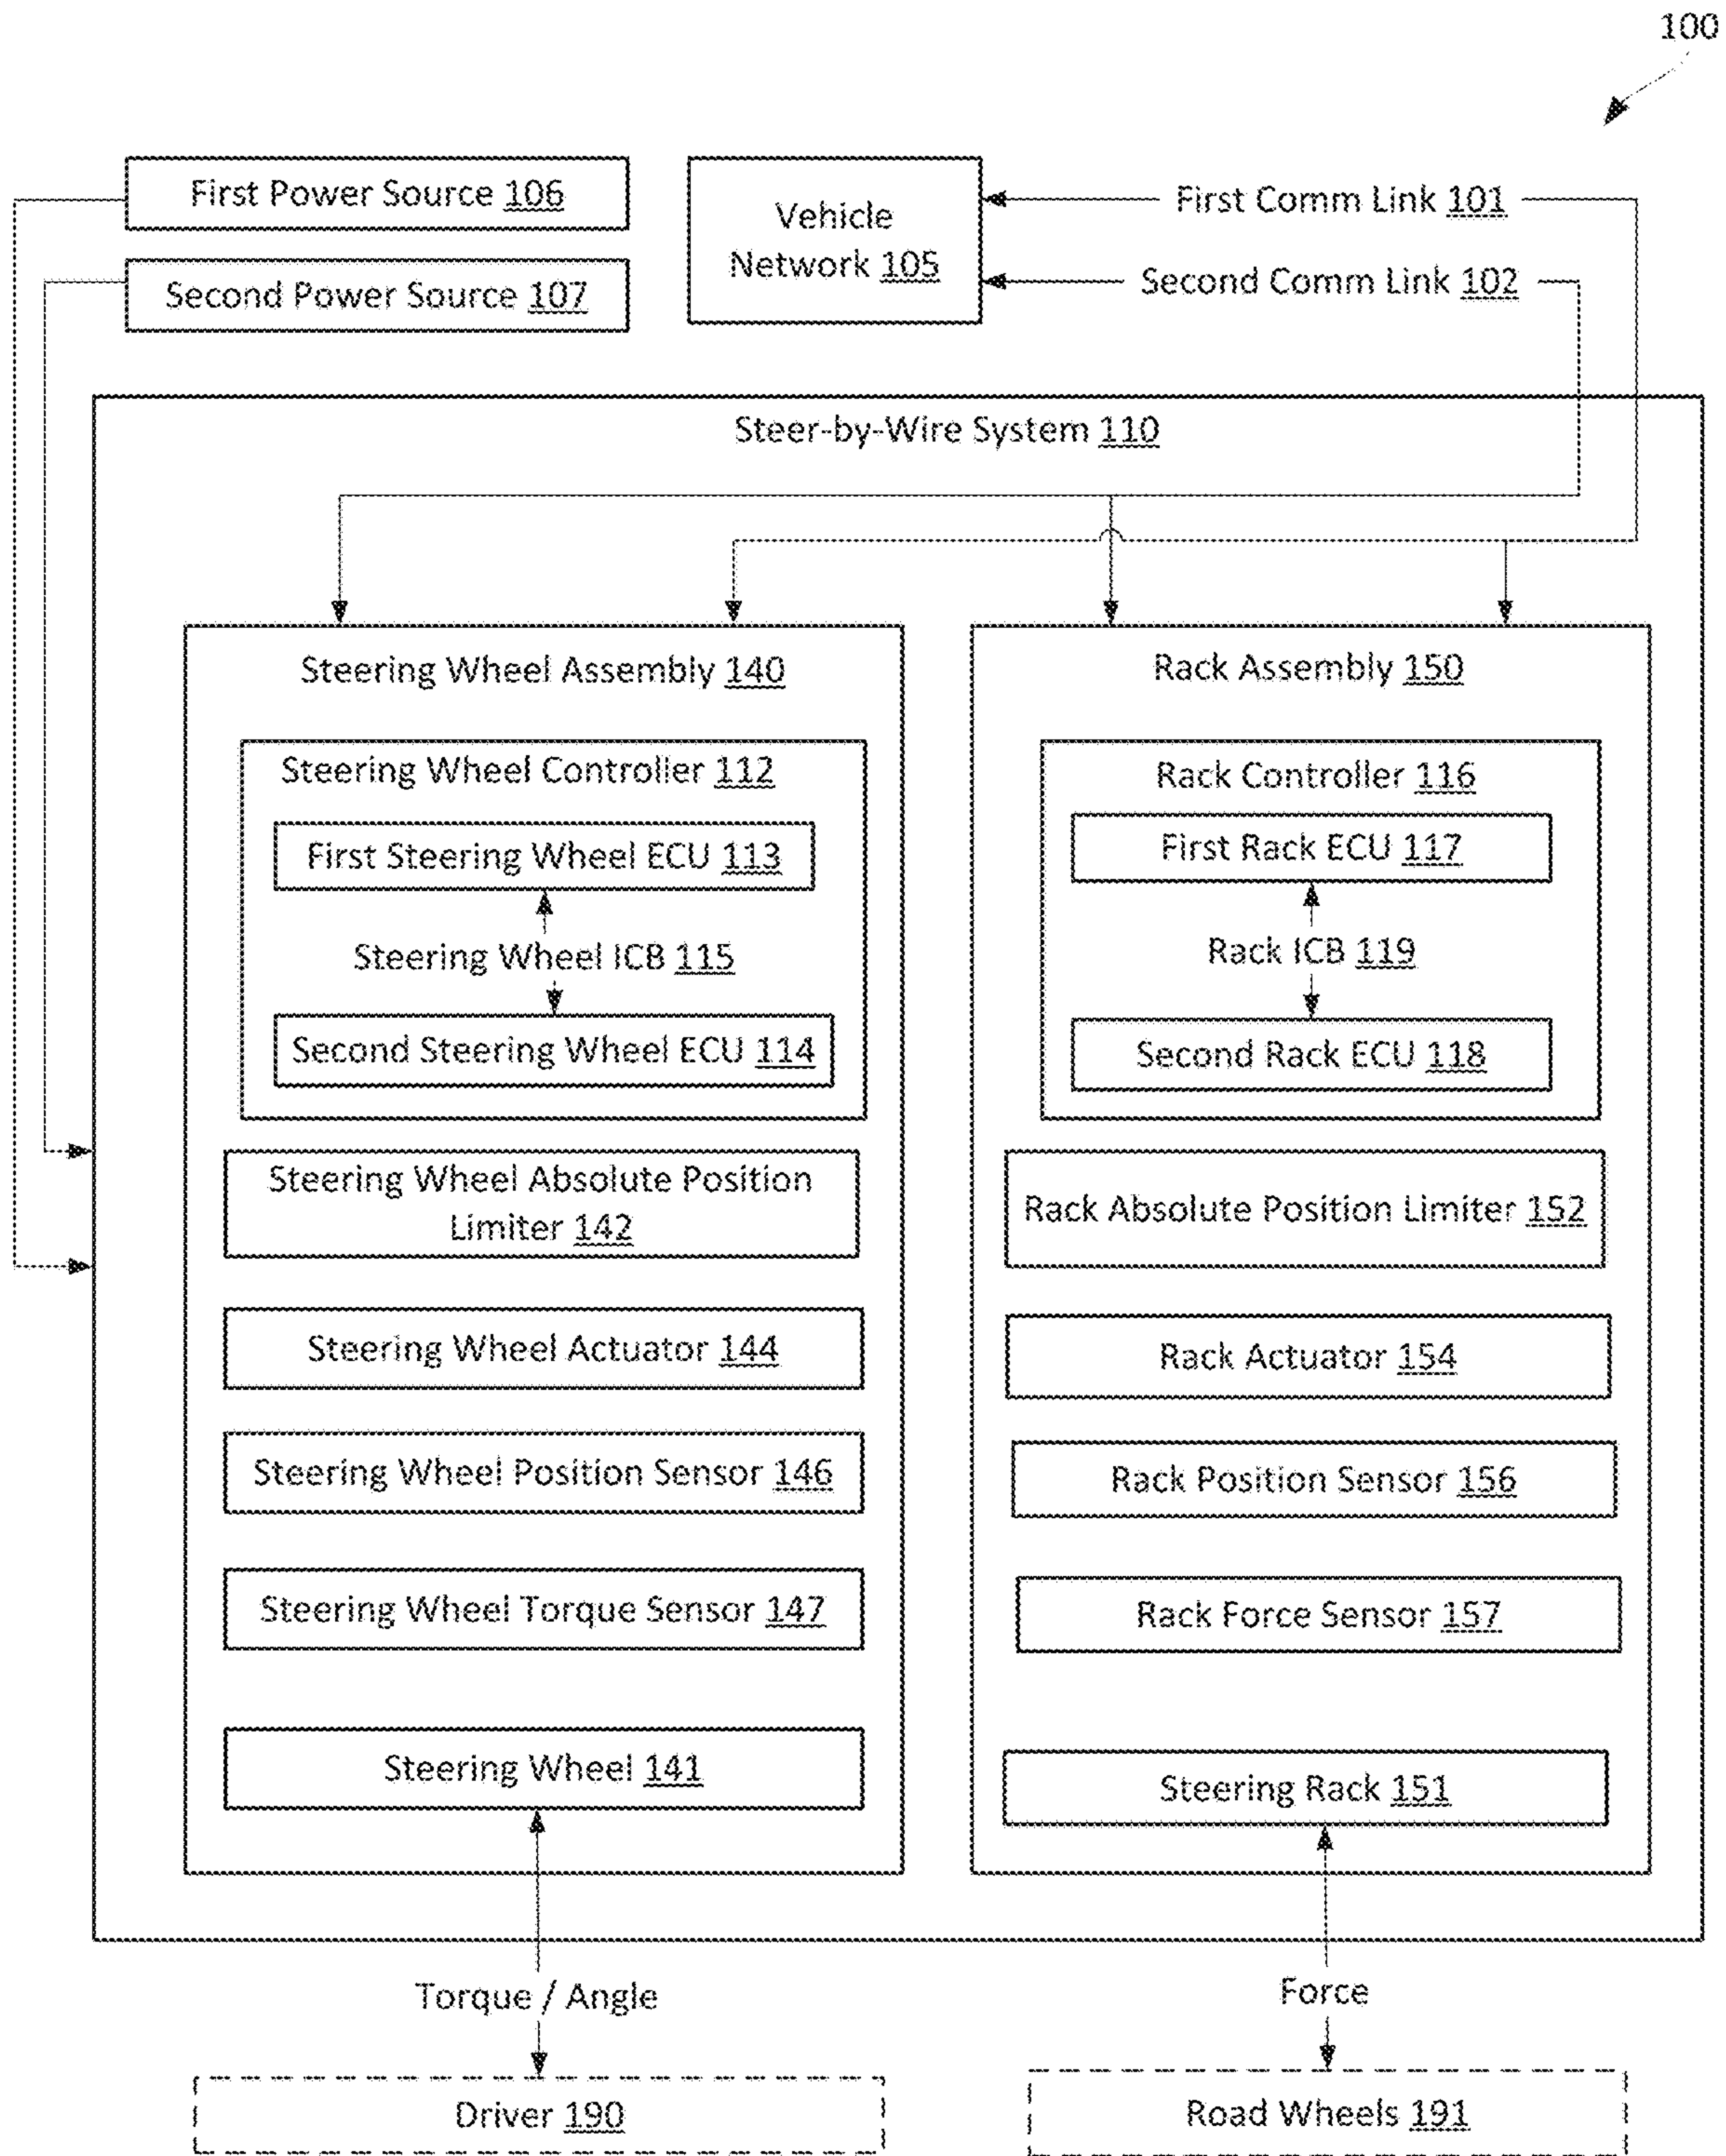 100
First Power Source 106
Second Power Source 107
Vehicle
Network 105
First Comm Link 101
Second Comm Link 102
Steer-by-Wire System 110
Steering Wheel Assembly 140
Steering Wheel Controller 112
First Steering Wheel ECU 113
Steering Wheel ICB 115
Second Steering Wheel ECU 114
Steering Wheel Absolute Position
Limiter 142
Steering Wheel Actuator 144
Steering Wheel Position Sensor 146
Steering Wheel Torque Sensor 147
Steering Wheel 141
Rack Assembly 150
Rack Controller 116
First Rack ECU 117
Rack ICB 119
Second Rack ECU 118
Rack Absolute Position Limiter 152
Rack Actuator 154
Rack Position Sensor 156
Rack Force Sensor 157
Steering Rack 151
Torque / Angle
Force
Driver 190
Road Wheels 191